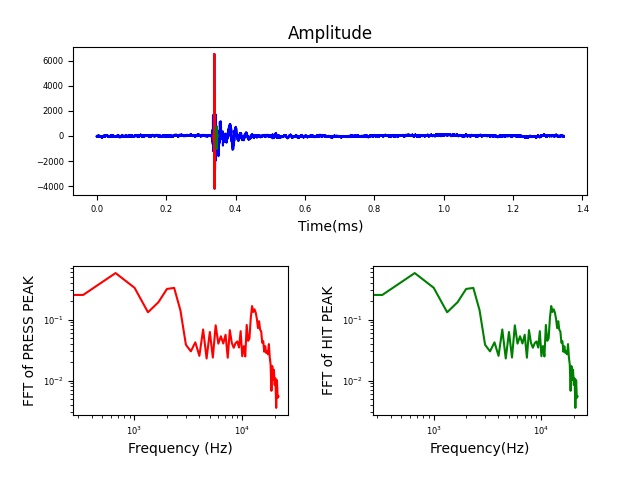 Amplitude
6000
4000
2000
0
−2000
−4000
0.0 0.2 0.4 0.6 0.8 1.0 1.2 1.4
Time(ms)
FFT of PRESS PEAK
10⁻¹
10⁻²
10³ 10⁴
Frequency (Hz)
FFT of HIT PEAK
10⁻¹
10⁻²
10³ 10⁴
Frequency(Hz)